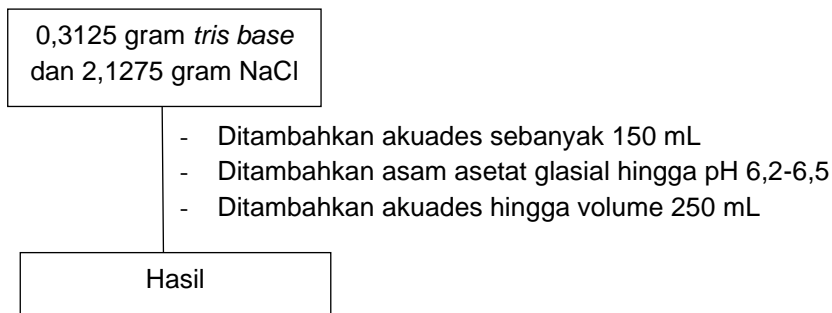 0,3125 gram tris base
dan 2,1275 gram NaCl
- Ditambahkan akuades sebanyak 150 mL
- Ditambahkan asam asetat glasial hingga pH 6,2-6,5
- Ditambahkan akuades hingga volume 250 mL
Hasil